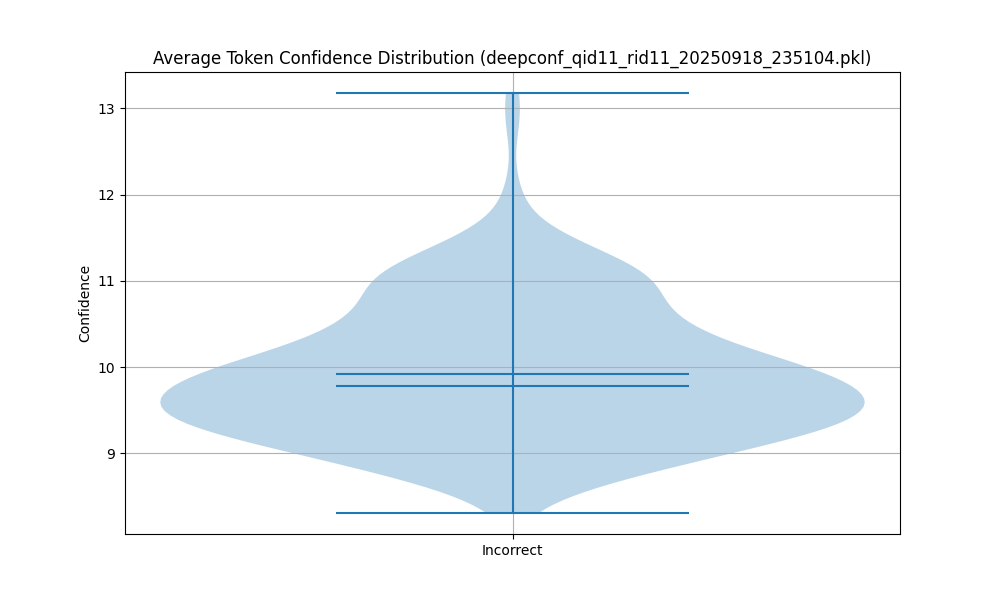 Average Token Confidence Distribution (deepconf_qid11_rid11_20250918_235104.pkl)
13
12
11
10
9
Confidence
Incorrect